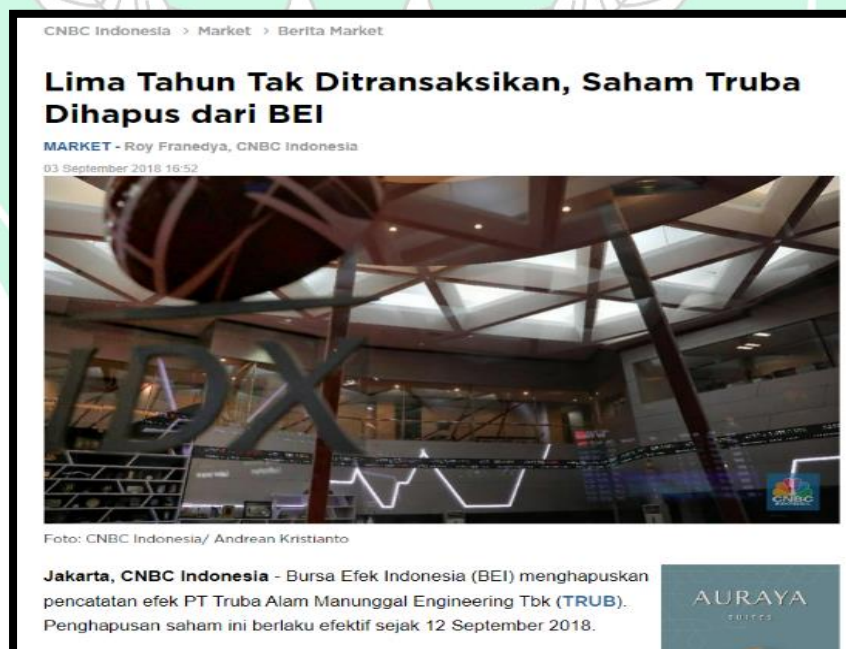 CNBC Indonesia > Market > Berita Market
Lima Tahun Tak Ditransaksikan, Saham Truba
Dihapus dari BEI
MARKET - Roy Franedya, CNBC Indonesia
03 September 2018 16:52
IDX
CNBC
Foto: CNBC Indonesia/ Andrean Kristianto
Jakarta, CNBC Indonesia - Bursa Efek Indonesia (BEI) menghapuskan
pencatatan efek PT Truba Alam Manunggal Engineering Tbk (TRUB).
Penghapusan saham ini berlaku efektif sejak 12 September 2018.
AURAYA
SUITES